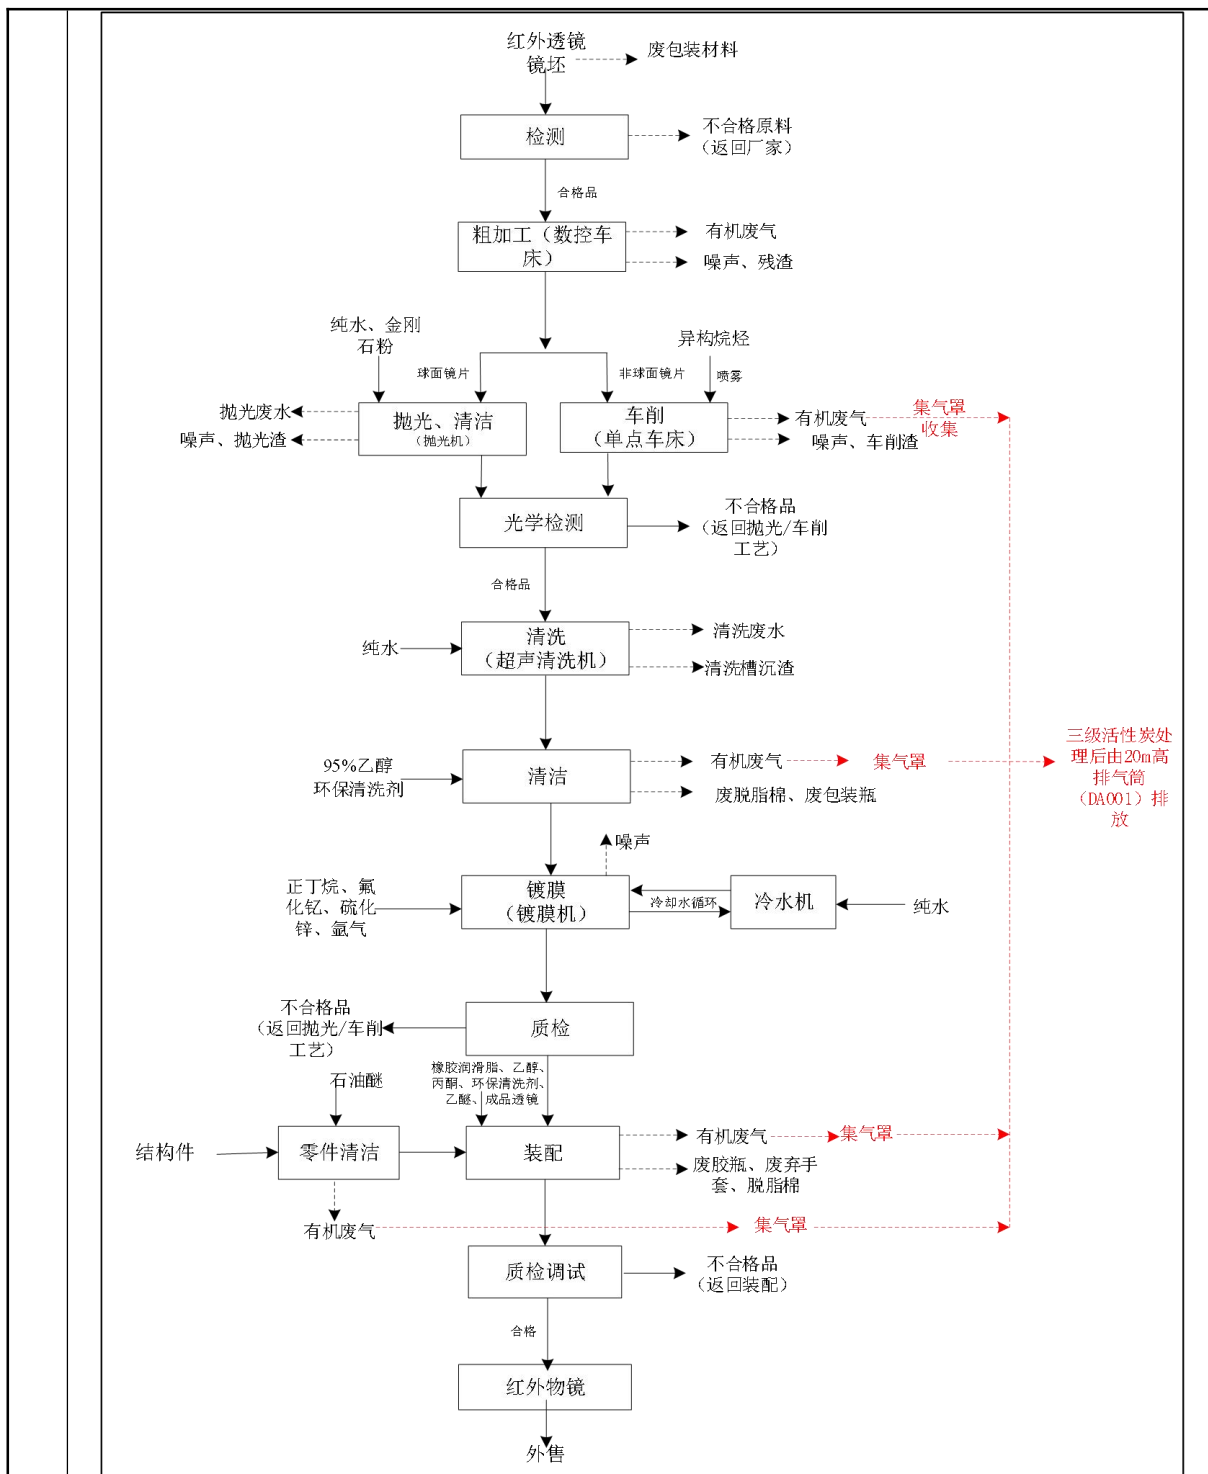 红外透镜
镜坯
废包装材料
检测
不合格原料
（返回厂家）
合格品
粗加工（数控车
床）
有机废气
噪声、残渣
纯水、金刚
石粉
异构烷烃
球面镜片
非球面镜片
喷雾
抛光废水
噪声、抛光渣
抛光、清洁
（抛光机）
车削
（单点车床）
有机废气
噪声、车削渣
集气罩
收集
光学检测
不合格品
（返回抛光/车削
工艺）
合格品
纯水
清洗
（超声清洗机）
清洗废水
清洗槽沉渣
95%乙醇
环保清洗剂
清洁
有机废气
集气罩
废脱脂棉、废包装瓶
三级活性炭处
理后由20m高
排气筒
（DA001）排
放
噪声
正丁烷、氟
化钇、硫化
锌、氩气
镀膜
（镀膜机）
冷却水循环
冷水机
纯水
不合格品
（返回抛光/车削
工艺）
质检
橡胶润滑脂、乙醇、
丙酮、环保清洗剂、
乙醚、成品透镜
石油醚
结构件
零件清洁
装配
有机废气
集气罩
废胶瓶、废弃手
套、脱脂棉
有机废气
集气罩
质检调试
不合格品
（返回装配）
合格
红外物镜
外售